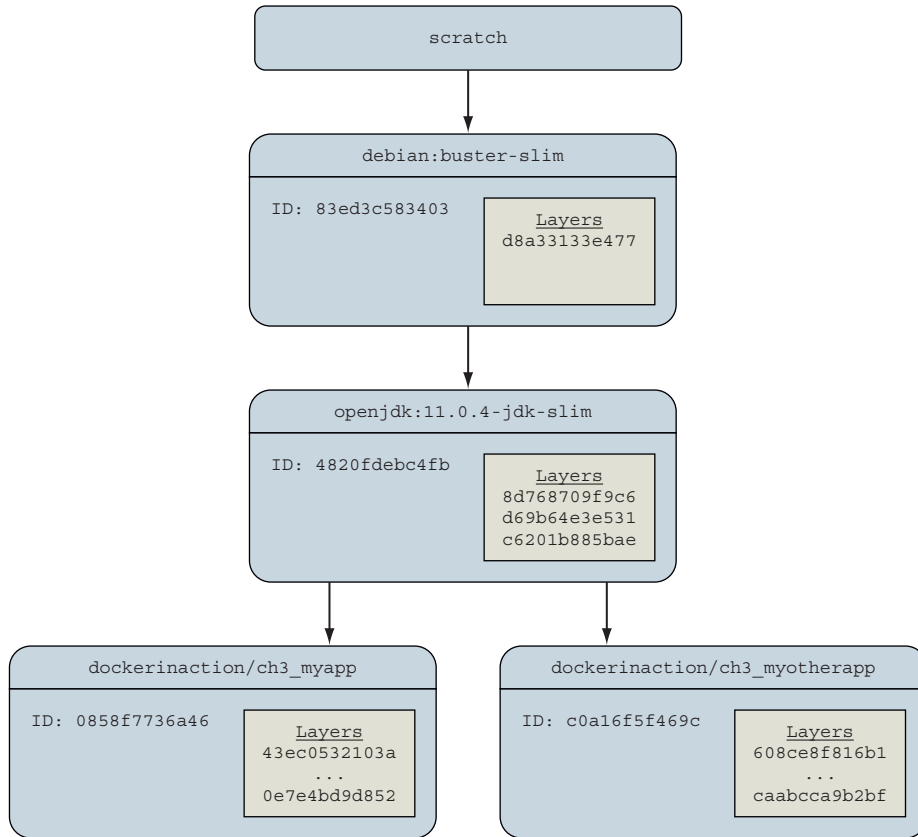 scratch
debian:buster-slim
ID: 83ed3c583403
Layers
d8a33133e477
openjdk:11.0.4-jdk-slim
ID: 4820fdebc4fb
Layers
8d768709f9c6
d69b64e3e531
c6201b885bae
dockerinaction/ch3_myapp
ID: 0858f7736a46
Layers
43ec0532103a
...
0e7e4bd9d852
dockerinaction/ch3_myotherapp
ID: c0a16f5f469c
Layers
608ce8f816b1
...
caabcca9b2bf